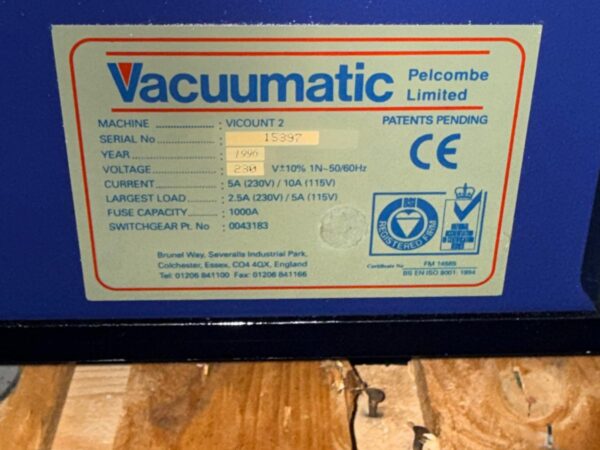 Vacuumatic Pelcombe Limited
PATENTS PENDING
CE
MACHINE .................... : VICOUNT 2
SERIAL No ................ : 15397
YEAR .......................... : 1996
VOLTAGE .................. : 230 V±10% 1N~50/60Hz
CURRENT .................. : 5A (230V) / 10A (115V)
LARGEST LOAD ........ : 2.5A (230V) / 5A (115V)
FUSE CAPACITY ........ : 1000A
SWITCHGEAR Pt. No : 0043183
REGISTERED FIRM
Brunel Way, Severalls Industrial Park,
Colchester, Essex, CO4 4QX, England
Tel: 01206 841100 Fax: 01206 841166
Certificate No FM 14689
BS EN ISO 9001: 1994